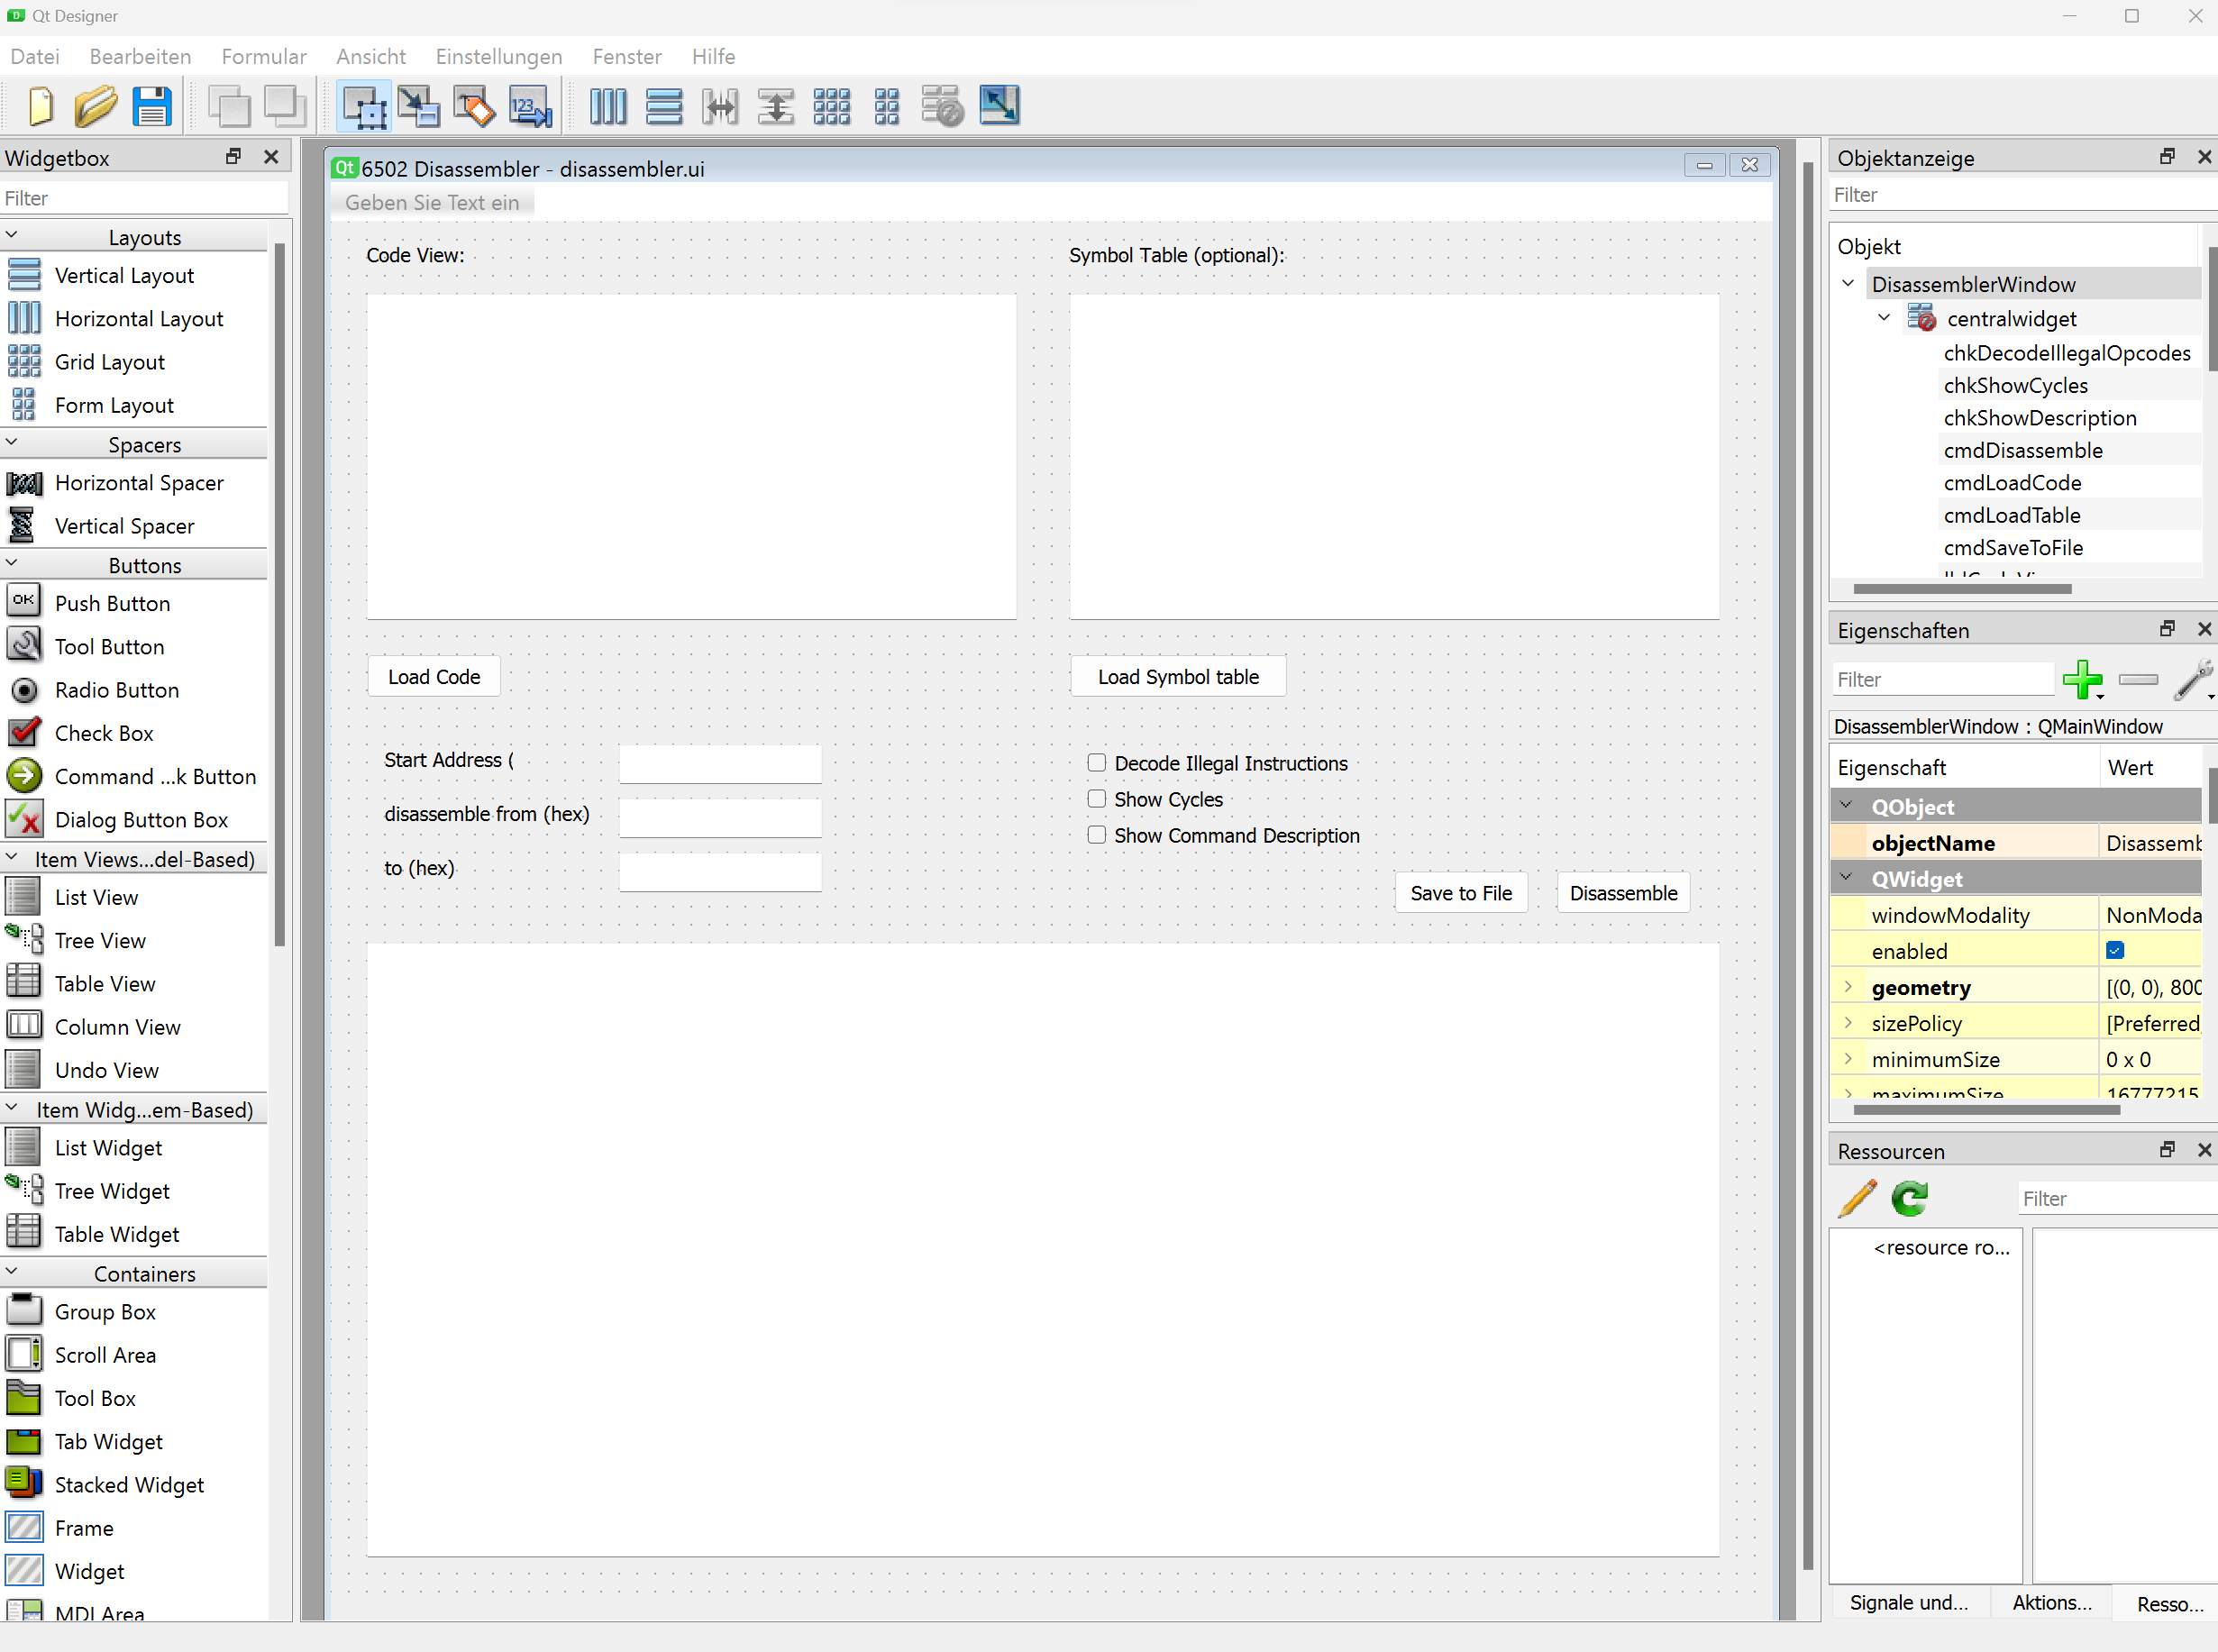 Qt Designer
Datei Bearbeiten Formular Ansicht Einstellungen Fenster Hilfe
Widgetbox
Filter
Layouts
Vertical Layout
Horizontal Layout
Grid Layout
Form Layout
Spacers
Horizontal Spacer
Vertical Spacer
Buttons
OK Push Button
Tool Button
Radio Button
Check Box
Command ...k Button
Dialog Button Box
Item Views...del-Based)
List View
Tree View
Table View
Column View
Undo View
Item Widg...em-Based)
List Widget
Tree Widget
Table Widget
Containers
Group Box
Scroll Area
Tool Box
Tab Widget
Stacked Widget
Frame
Widget
MDI Area
Qt 6502 Disassembler - disassembler.ui
Geben Sie Text ein
Code View:
Symbol Table (optional):
Load Code
Load Symbol table
Start Address (
disassemble from (hex)
to (hex)
Decode Illegal Instructions
Show Cycles
Show Command Description
Save to File
Disassemble
Objektanzeige
Filter
Objekt
DisassemblerWindow
centralwidget
chkDecodeIllegalOpcodes
chkShowCycles
chkShowDescription
cmdDisassemble
cmdLoadCode
cmdLoadTable
cmdSaveToFile
Eigenschaften
Filter
DisassemblerWindow : QMainWindow
Eigenschaft Wert
QObject
objectName Disassemb
QWidget
windowModality NonModa
enabled
geometry [(0, 0), 800
sizePolicy [Preferred,
minimumSize 0 x 0
maximumSize 16777215
Ressourcen
Filter
<resource ro...
Signale und... Aktions... Resso...